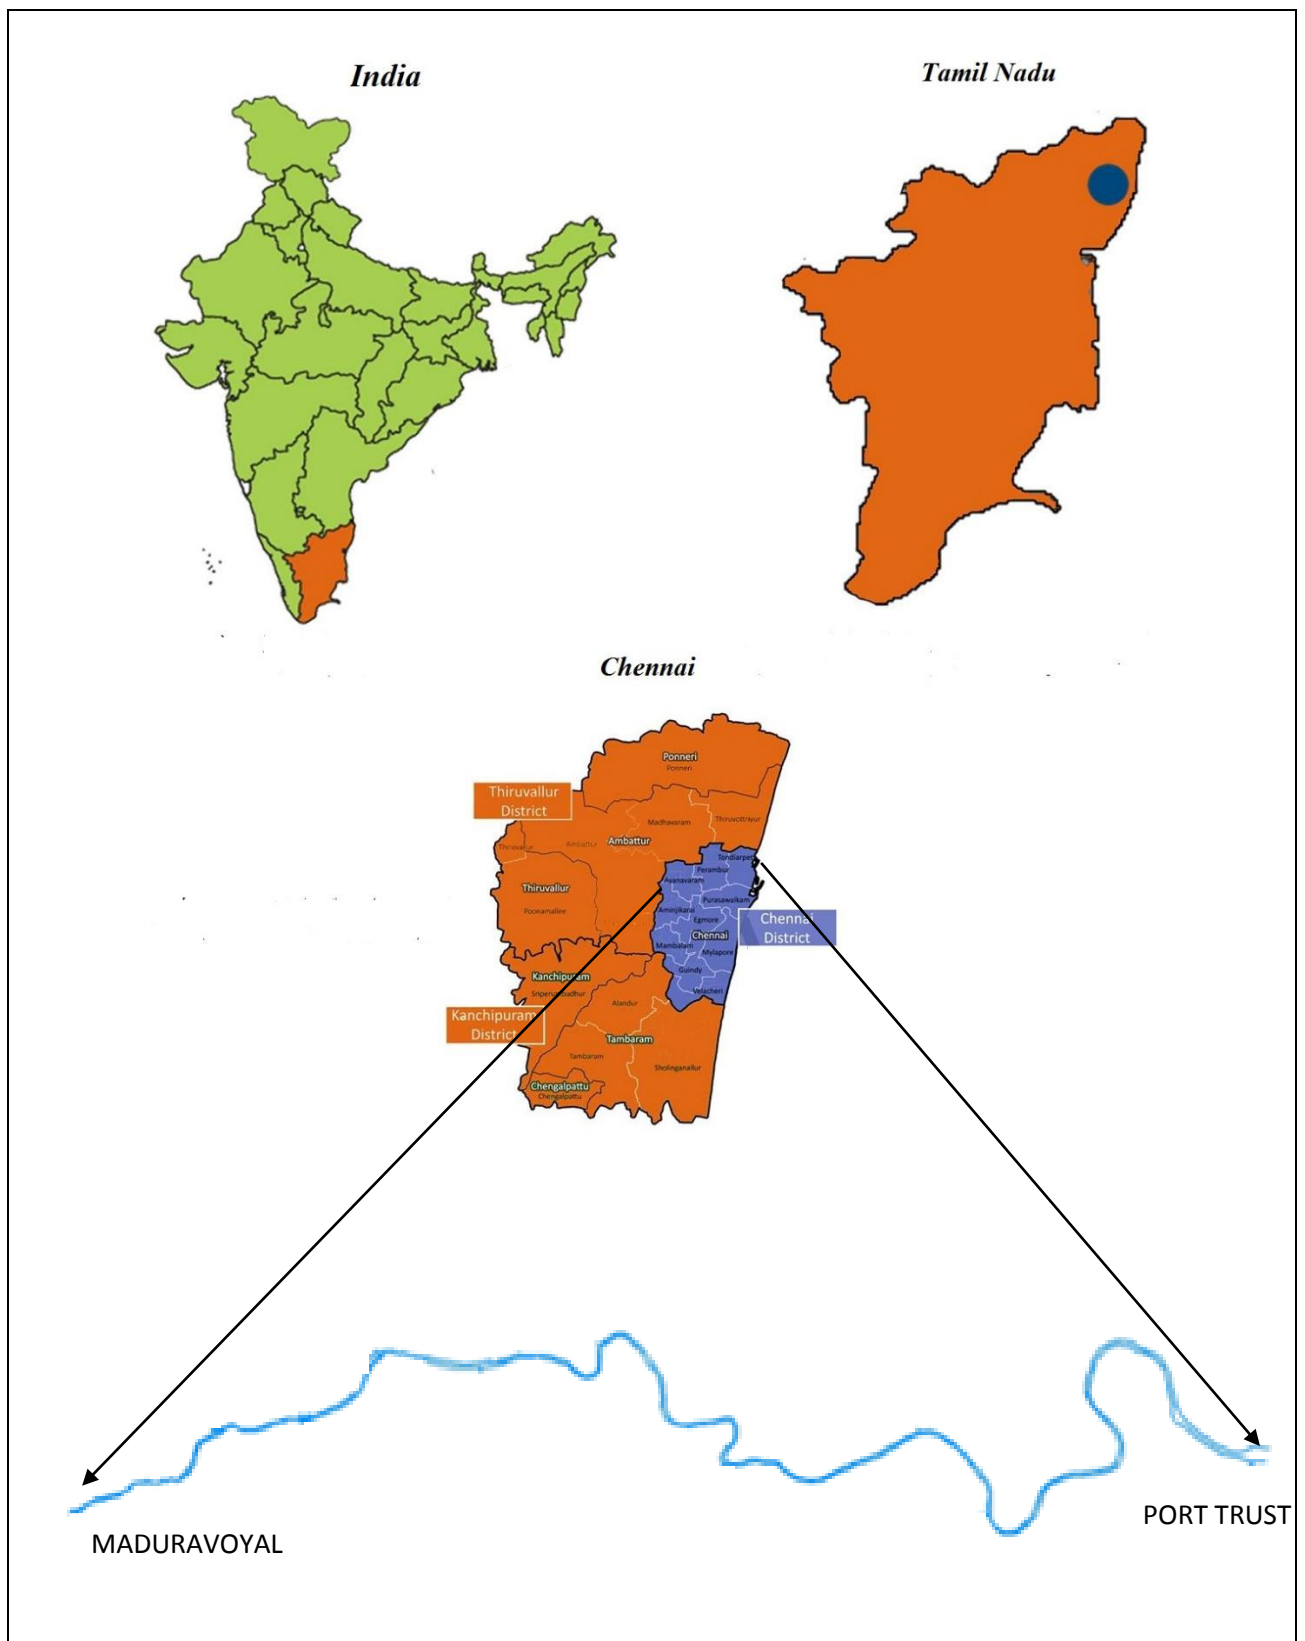 India
Tamil Nadu
Chennai
Ponneri
Ponneri
Thiruvallur
District
Madhavaram
Thiruvottriyur
Ambattur
Ambattur
Thiruvallur
Tondiarpet
Perambur
Ayanavaram
Thiruvallur
Purasawalkam
Poonamallee
Aminjikarai
Egmore
Chennai
District
Chennai
Mambalam
Mylapore
Guindy
Kanchipuram
Sriperumbadhur
Velacheri
Alandur
Kanchipuram
District
Tambaram
Tambaram
Sholinganallur
Chengalpattu
Chengalpattu
PORT TRUST
MADURAVOYAL